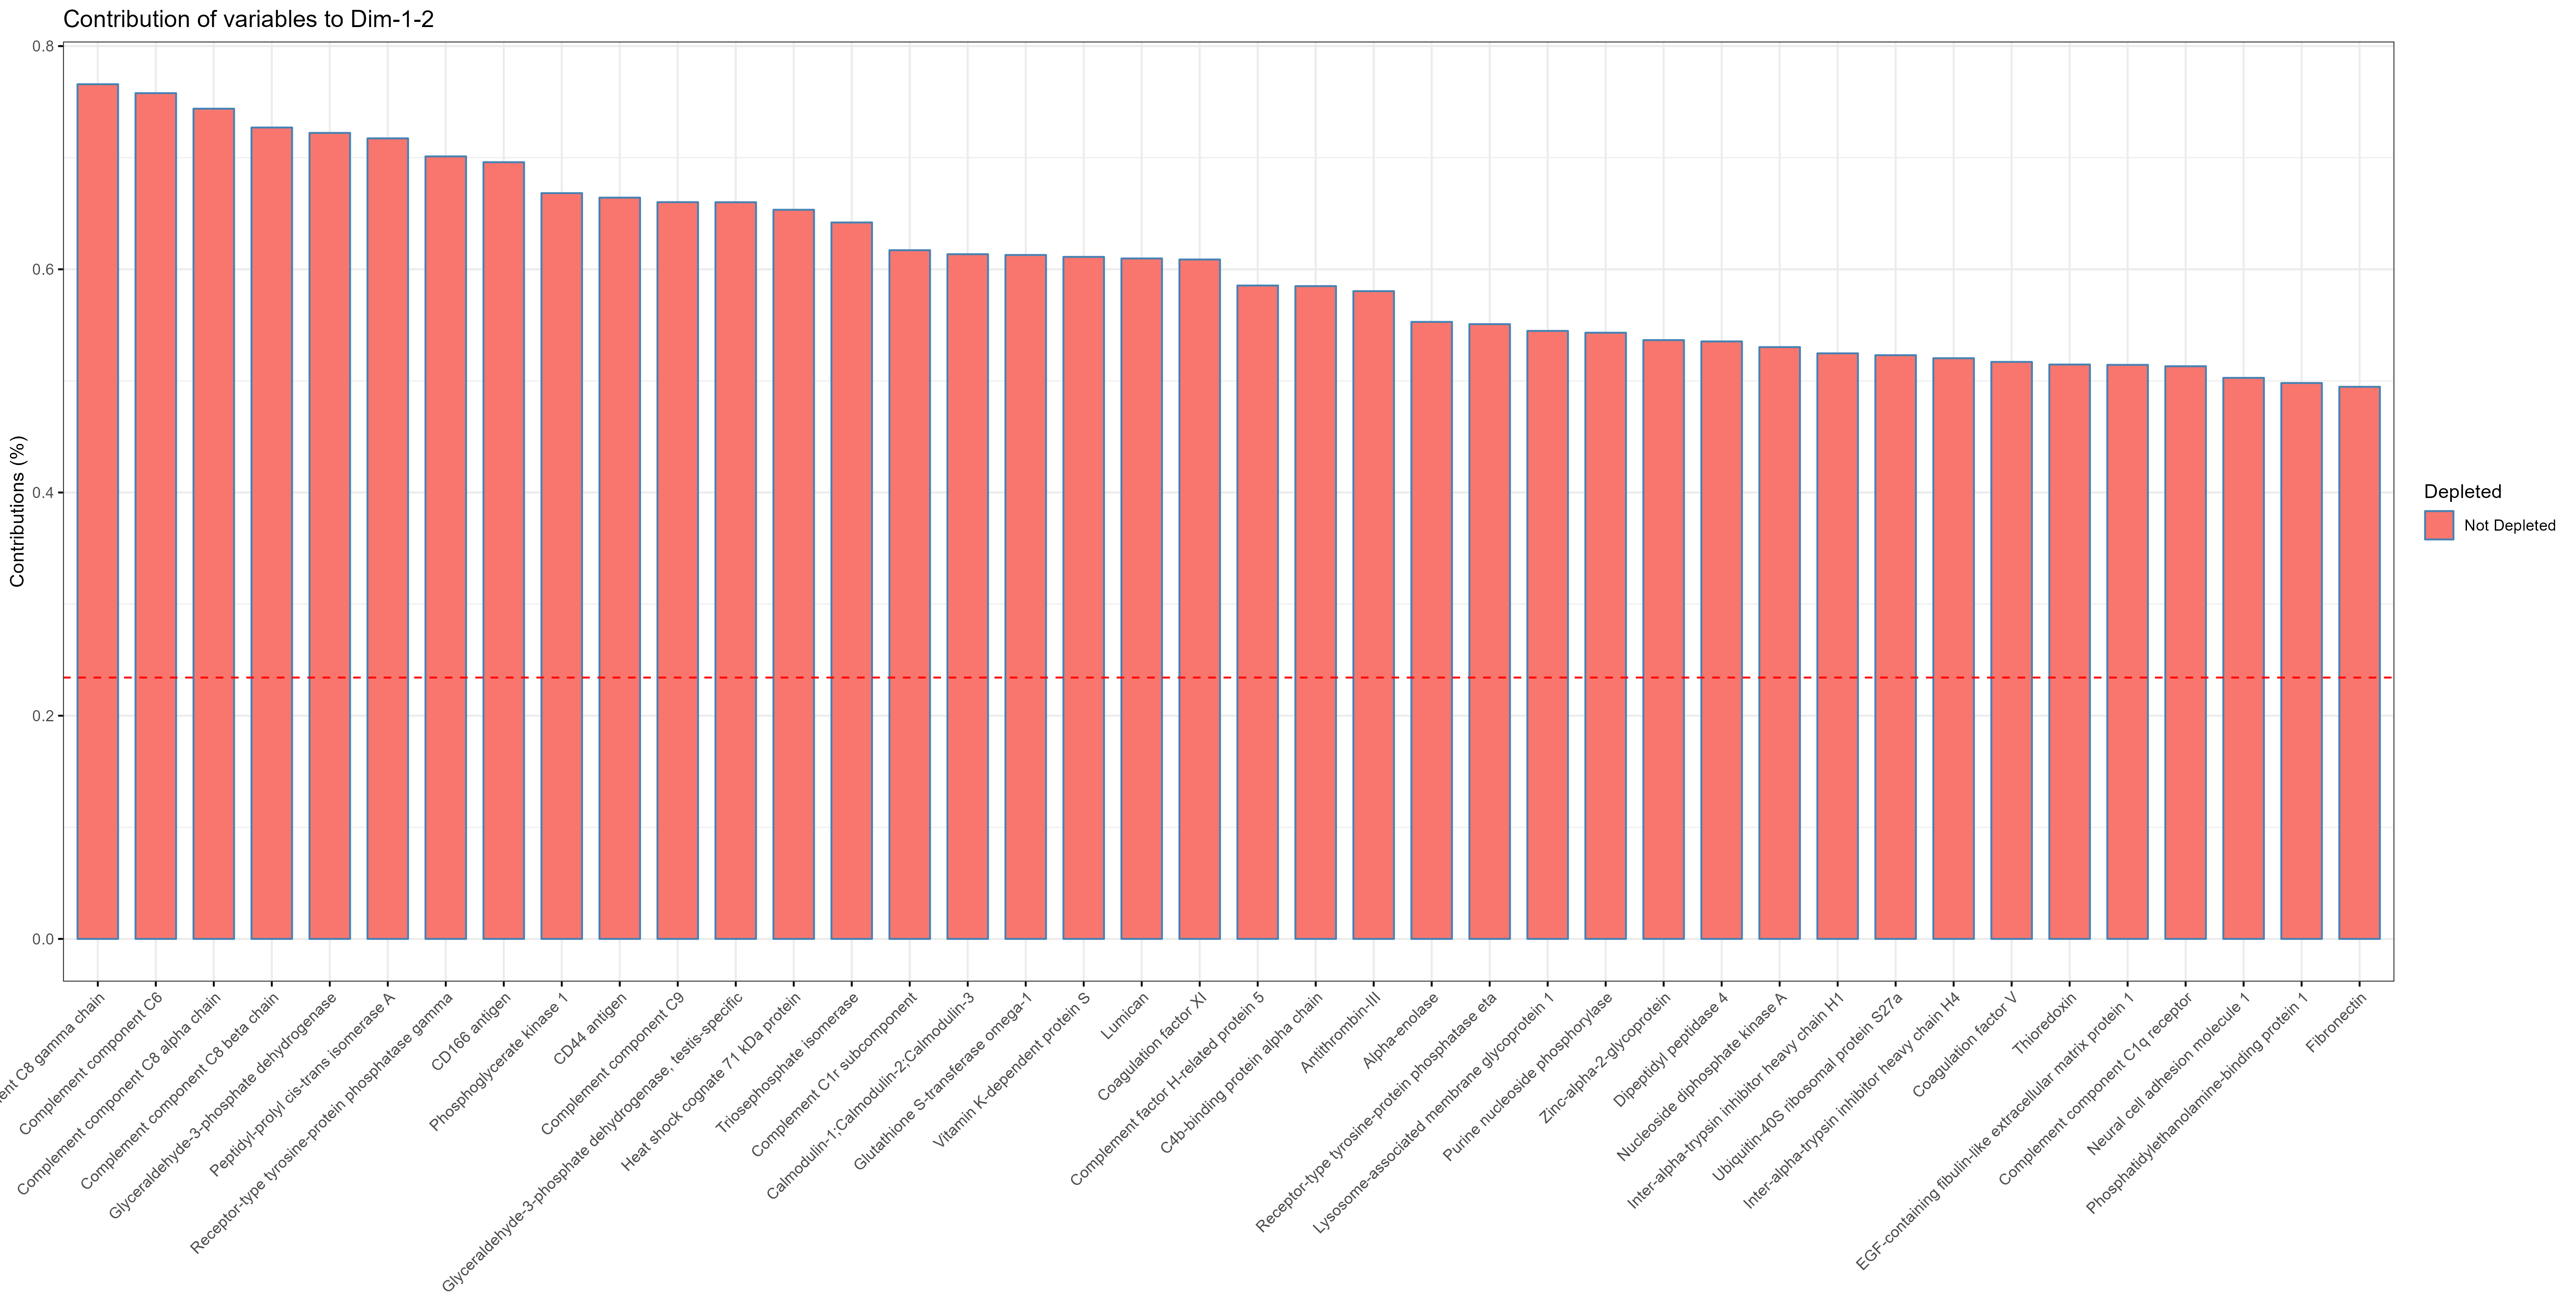 Contribution of variables to Dim-1-2
Contributions (%)
0.8
0.6
0.4
0.2
0.0
C8 gamma chain
Complement component C6
Complement component C8 alpha chain
Complement component C8 beta chain
Glyceraldehyde-3-phosphate dehydrogenase
Peptidyl-prolyl cis-trans isomerase A
Receptor-type tyrosine-protein phosphatase gamma
CD166 antigen
Phosphoglycerate kinase 1
CD44 antigen
Complement component C9
Glyceraldehyde-3-phosphate dehydrogenase, testis-specific
Heat shock cognate 71 kDa protein
Triosephosphate isomerase
Complement C1r subcomponent
Calmodulin-1;Calmodulin-2;Calmodulin-3
Glutathione S-transferase omega-1
Vitamin K-dependent protein S
Lumican
Coagulation factor XI
Complement factor H-related protein 5
C4b-binding protein alpha chain
Antithrombin-III
Alpha-enolase
Receptor-type tyrosine-protein phosphatase eta
Lysosome-associated membrane glycoprotein 1
Purine nucleoside phosphorylase
Zinc-alpha-2-glycoprotein
Dipeptidyl peptidase 4
Nucleoside diphosphate kinase A
Inter-alpha-trypsin inhibitor heavy chain H1
Ubiquitin-40S ribosomal protein S27a
Inter-alpha-trypsin inhibitor heavy chain H4
Coagulation factor V
Thioredoxin
EGF-containing fibulin-like extracellular matrix protein 1
Complement component C1q receptor
Neural cell adhesion molecule 1
Phosphatidylethanolamine-binding protein 1
Fibronectin
Depleted
Not Depleted